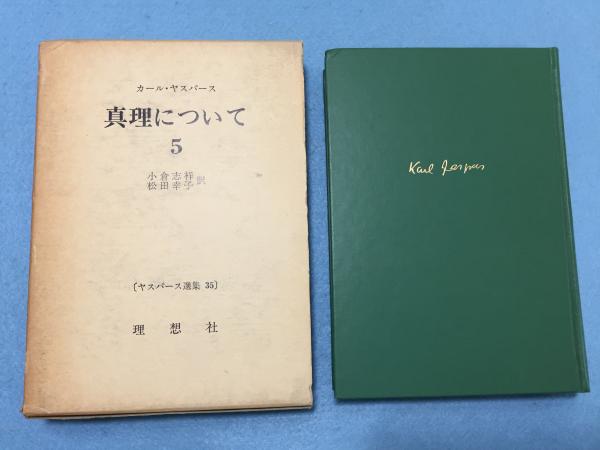 カール・ヤスパース
真理について
5
小倉志祥
松田幸子 訳
〔ヤスパース選集 35〕
理想社
Karl Jaspers